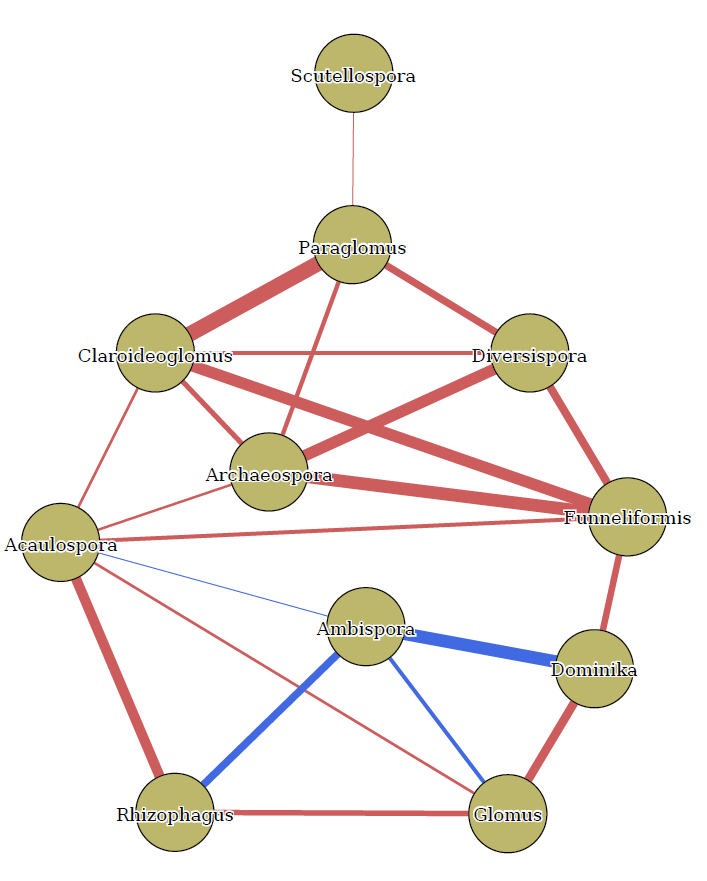 Scutellospora
Paraglomus
Claroideoglomus
Diversispora
Archaeospora
Funneliformis
Acaulospora
Ambispora
Dominika
Rhizophagus
Glomus